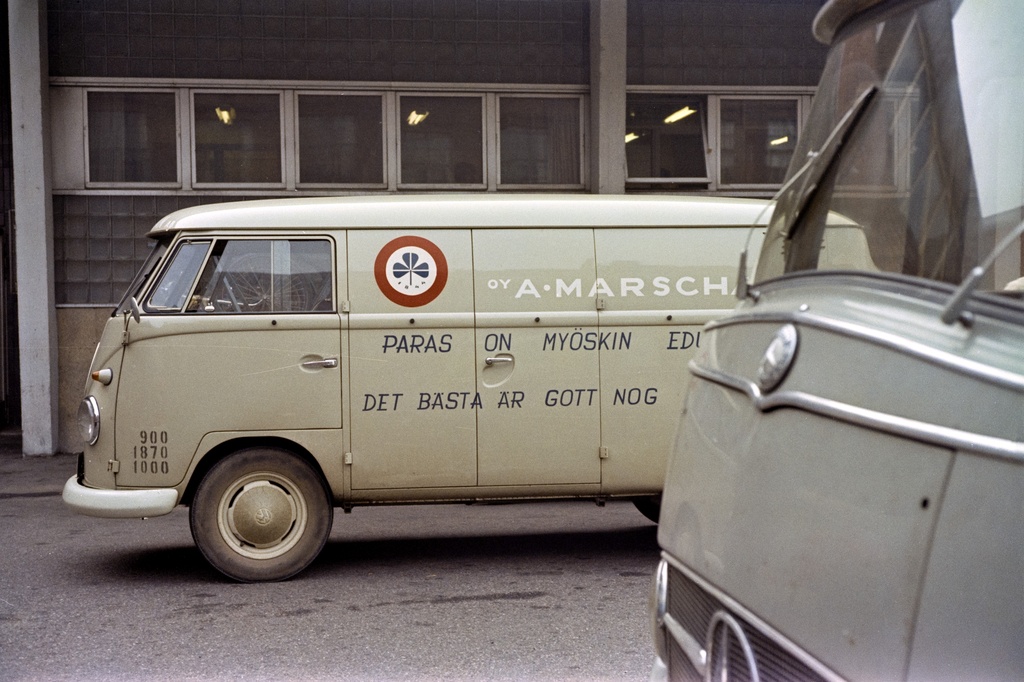 OY A·MARSCH
PARAS ON MYÖSKIN EDU
DET BÄSTA ÄR GOTT NOG
900
1870
1000